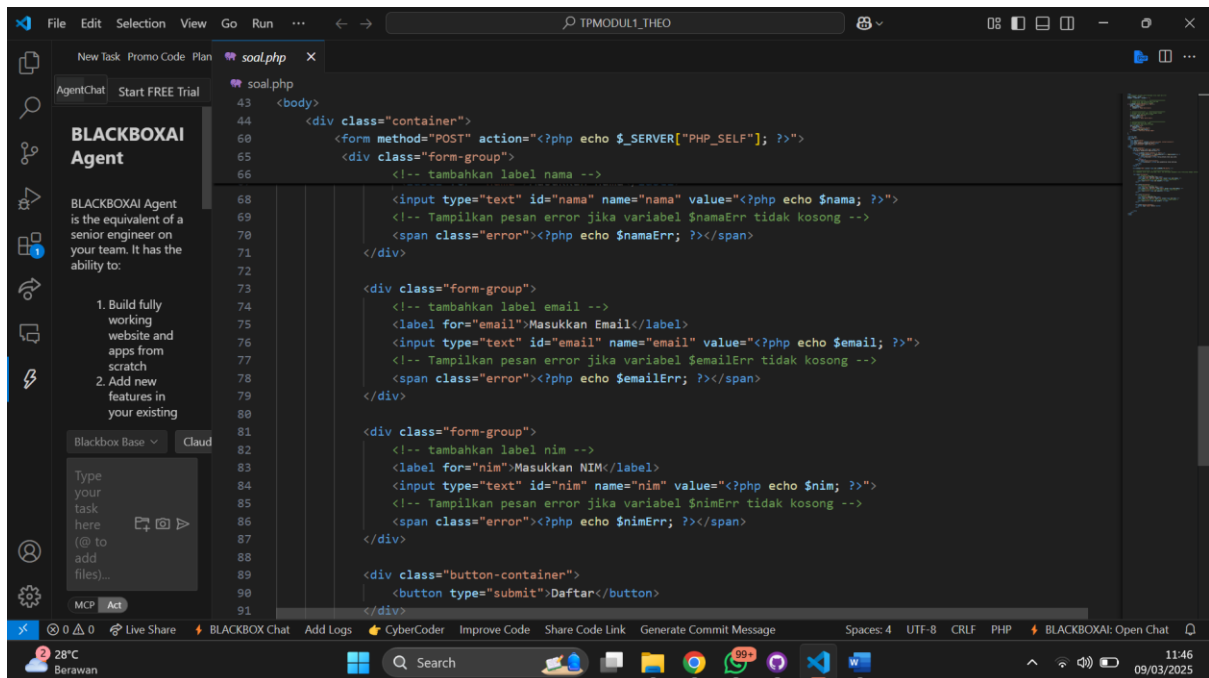 File Edit Selection View Go Run ··· TPMODUL1_THEO
New Task Promo Code Plan
AgentChat Start FREE Trial
BLACKBOXAI
Agent
BLACKBOXAI Agent
is the equivalent of a
senior engineer on
your team. It has the
ability to:
1. Build fully
working
website and
apps from
scratch
2. Add new
features in
your existing
Blackbox Base Claud
Type
your
task
here
(@ to
add
files)...
MCP Act
soal.php
soal.php
43 <body>
44 <div class="container">
60 <form method="POST" action="<?php echo $_SERVER["PHP_SELF"]; ?>">
65 <div class="form-group">
66 <!-- tambahkan label nama -->
68 <input type="text" id="nama" name="nama" value="<?php echo $nama; ?>">
69 <!-- Tampilkan pesan error jika variabel $namaErr tidak kosong -->
70 <span class="error"><?php echo $namaErr; ?></span>
71 </div>
72
73 <div class="form-group">
74 <!-- tambahkan label email -->
75 <label for="email">Masukkan Email</label>
76 <input type="text" id="email" name="email" value="<?php echo $email; ?>">
77 <!-- Tampilkan pesan error jika variabel $emailErr tidak kosong -->
78 <span class="error"><?php echo $emailErr; ?></span>
79 </div>
80
81 <div class="form-group">
82 <!-- tambahkan label nim -->
83 <label for="nim">Masukkan NIM</label>
84 <input type="text" id="nim" name="nim" value="<?php echo $nim; ?>">
85 <!-- Tampilkan pesan error jika variabel $nimErr tidak kosong -->
86 <span class="error"><?php echo $nimErr; ?></span>
87 </div>
88
89 <div class="button-container">
90 <button type="submit">Daftar</button>
91 </div>
1
0 0 Live Share BLACKBOX Chat Add Logs CyberCoder Improve Code Share Code Link Generate Commit Message Spaces: 4 UTF-8 CRLF PHP BLACKBOXAI: Open Chat
2 28°C
Berawan
Search
99+
11:46
09/03/2025